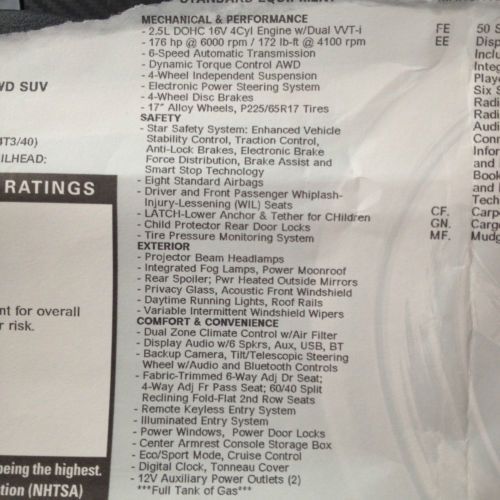 STANDARD EQUIPMENT
MECHANICAL & PERFORMANCE
- 2.5L DOHC 16V 4Cyl Engine w/Dual VVT-i
- 176 hp @ 6000 rpm / 172 lb-ft @ 4100 rpm
- 6-Speed Automatic Transmission
- Dynamic Torque Control AWD
- 4-Wheel Independent Suspension
- Electronic Power Steering System
- 4-Wheel Disc Brakes
- 17" Alloy Wheels, P225/65R17 Tires
SAFETY
- Star Safety System: Enhanced Vehicle
Stability Control, Traction Control,
Anti-Lock Brakes, Electronic Brake
Force Distribution, Brake Assist and
Smart Stop Technology
- Eight Standard Airbags
- Driver and Front Passenger Whiplash-
Injury-Lessening (WIL) Seats
- LATCH-Lower Anchor & Tether for CHildren
- Child Protector Rear Door Locks
- Tire Pressure Monitoring System
EXTERIOR
- Projector Beam Headlamps
- Integrated Fog Lamps, Power Moonroof
- Rear Spoiler; Pwr Heated Outside Mirrors
- Privacy Glass, Acoustic Front Windshield
- Daytime Running Lights, Roof Rails
- Variable Intermittent Windshield Wipers
COMFORT & CONVENIENCE
- Dual Zone Climate Control w/Air Filter
- Display Audio w/6 Spkrs, Aux, USB, BT
- Backup Camera, Tilt/Telescopic Steering
Wheel w/Audio and Bluetooth Controls
- Fabric-Trimmed 6-Way Adj Dr Seat;
4-Way Adj Fr Pass Seat; 60/40 Split
Reclining Fold-Flat 2nd Row Seats
- Remote Keyless Entry System
- Illuminated Entry System
- Power Windows, Power Door Locks
- Center Armrest Console Storage Box
- Eco/Sport Mode, Cruise Control
- Digital Clock, Tonneau Cover
- 12V Auxiliary Power Outlets (2)
***Full Tank of Gas***
WD SUV
4T3/40)
ILHEAD:
RATINGS
nt for overall
r risk.
being the highest.
tion (NHTSA)
FE 50 S
EE Disp
Inclu
Integ
Playe
Six S
Radi
Radi
Audi
Conn
Infor
and
Book
and I
Tech
CF. Carp
GN. Carg
MF. Mudg